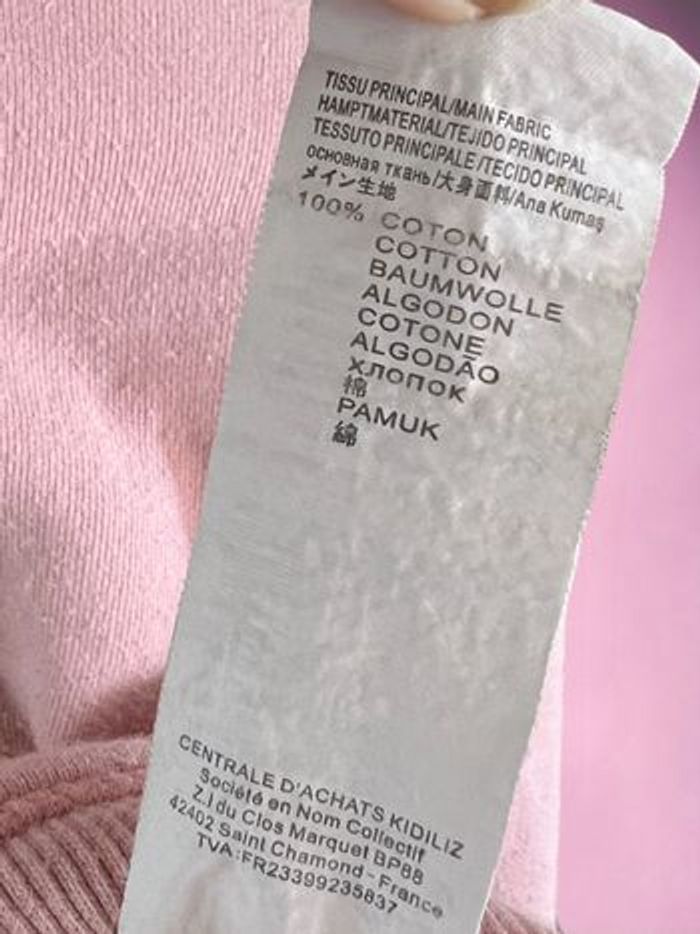 TISSU PRINCIPAL/MAIN FABRIC
HAMPTMATERIAL/TEJIDO PRINCIPAL
TESSUTO PRINCIPALE/TECIDO PRINCIPAL
основная ткань/大身面料/Ana Kumaş
メイン生地
100% COTON
COTTON
BAUMWOLLE
ALGODON
COTONE
ALGODÃO
хлопок
棉
PAMUK
綿
CENTRALE D'ACHATS KIDILIZ
Société en Nom Collectif
Z.I du Clos Marquet BP88
42402 Saint Chamond - France
TVA:FR23399235837